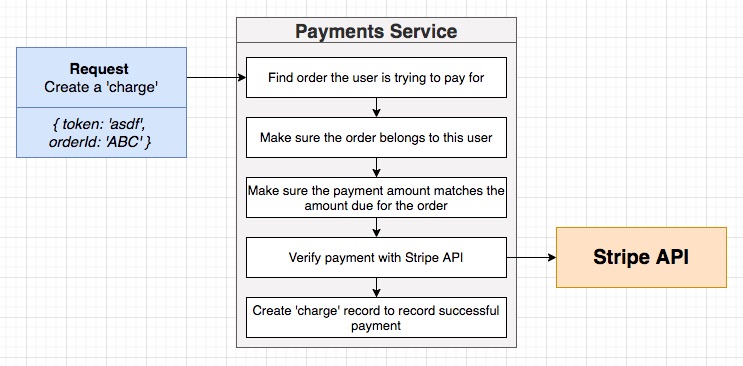 Payments Service
Request
Create a 'charge'
{ token: 'asdf',
orderId: 'ABC' }
Find order the user is trying to pay for
Make sure the order belongs to this user
Make sure the payment amount matches the
amount due for the order
Verify payment with Stripe API
Stripe API
Create 'charge' record to record successful
payment